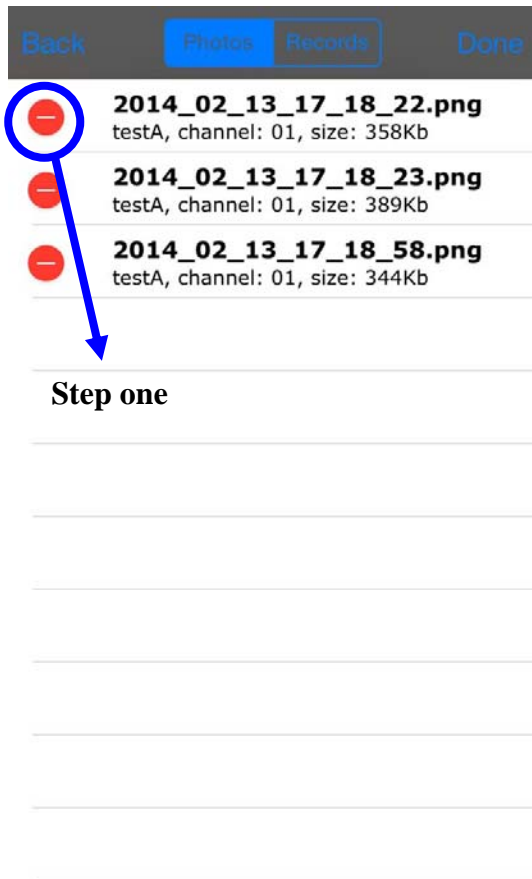 Back Photos Records Done
2014_02_13_17_18_22.png
testA, channel: 01, size: 358Kb
2014_02_13_17_18_23.png
testA, channel: 01, size: 389Kb
2014_02_13_17_18_58.png
testA, channel: 01, size: 344Kb
Step one